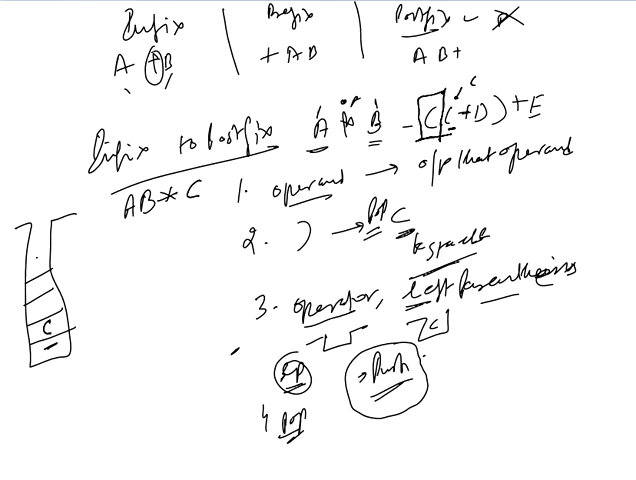 Infix | Prefix | Postfix
A + B | + A B | A B +
Infix to Postfix A * B - (C + D) + E
AB*C
1. operand → o/p that operand
2. ) → POP (
3. operator, left Parenthesis
C
→ Push
↳ POP